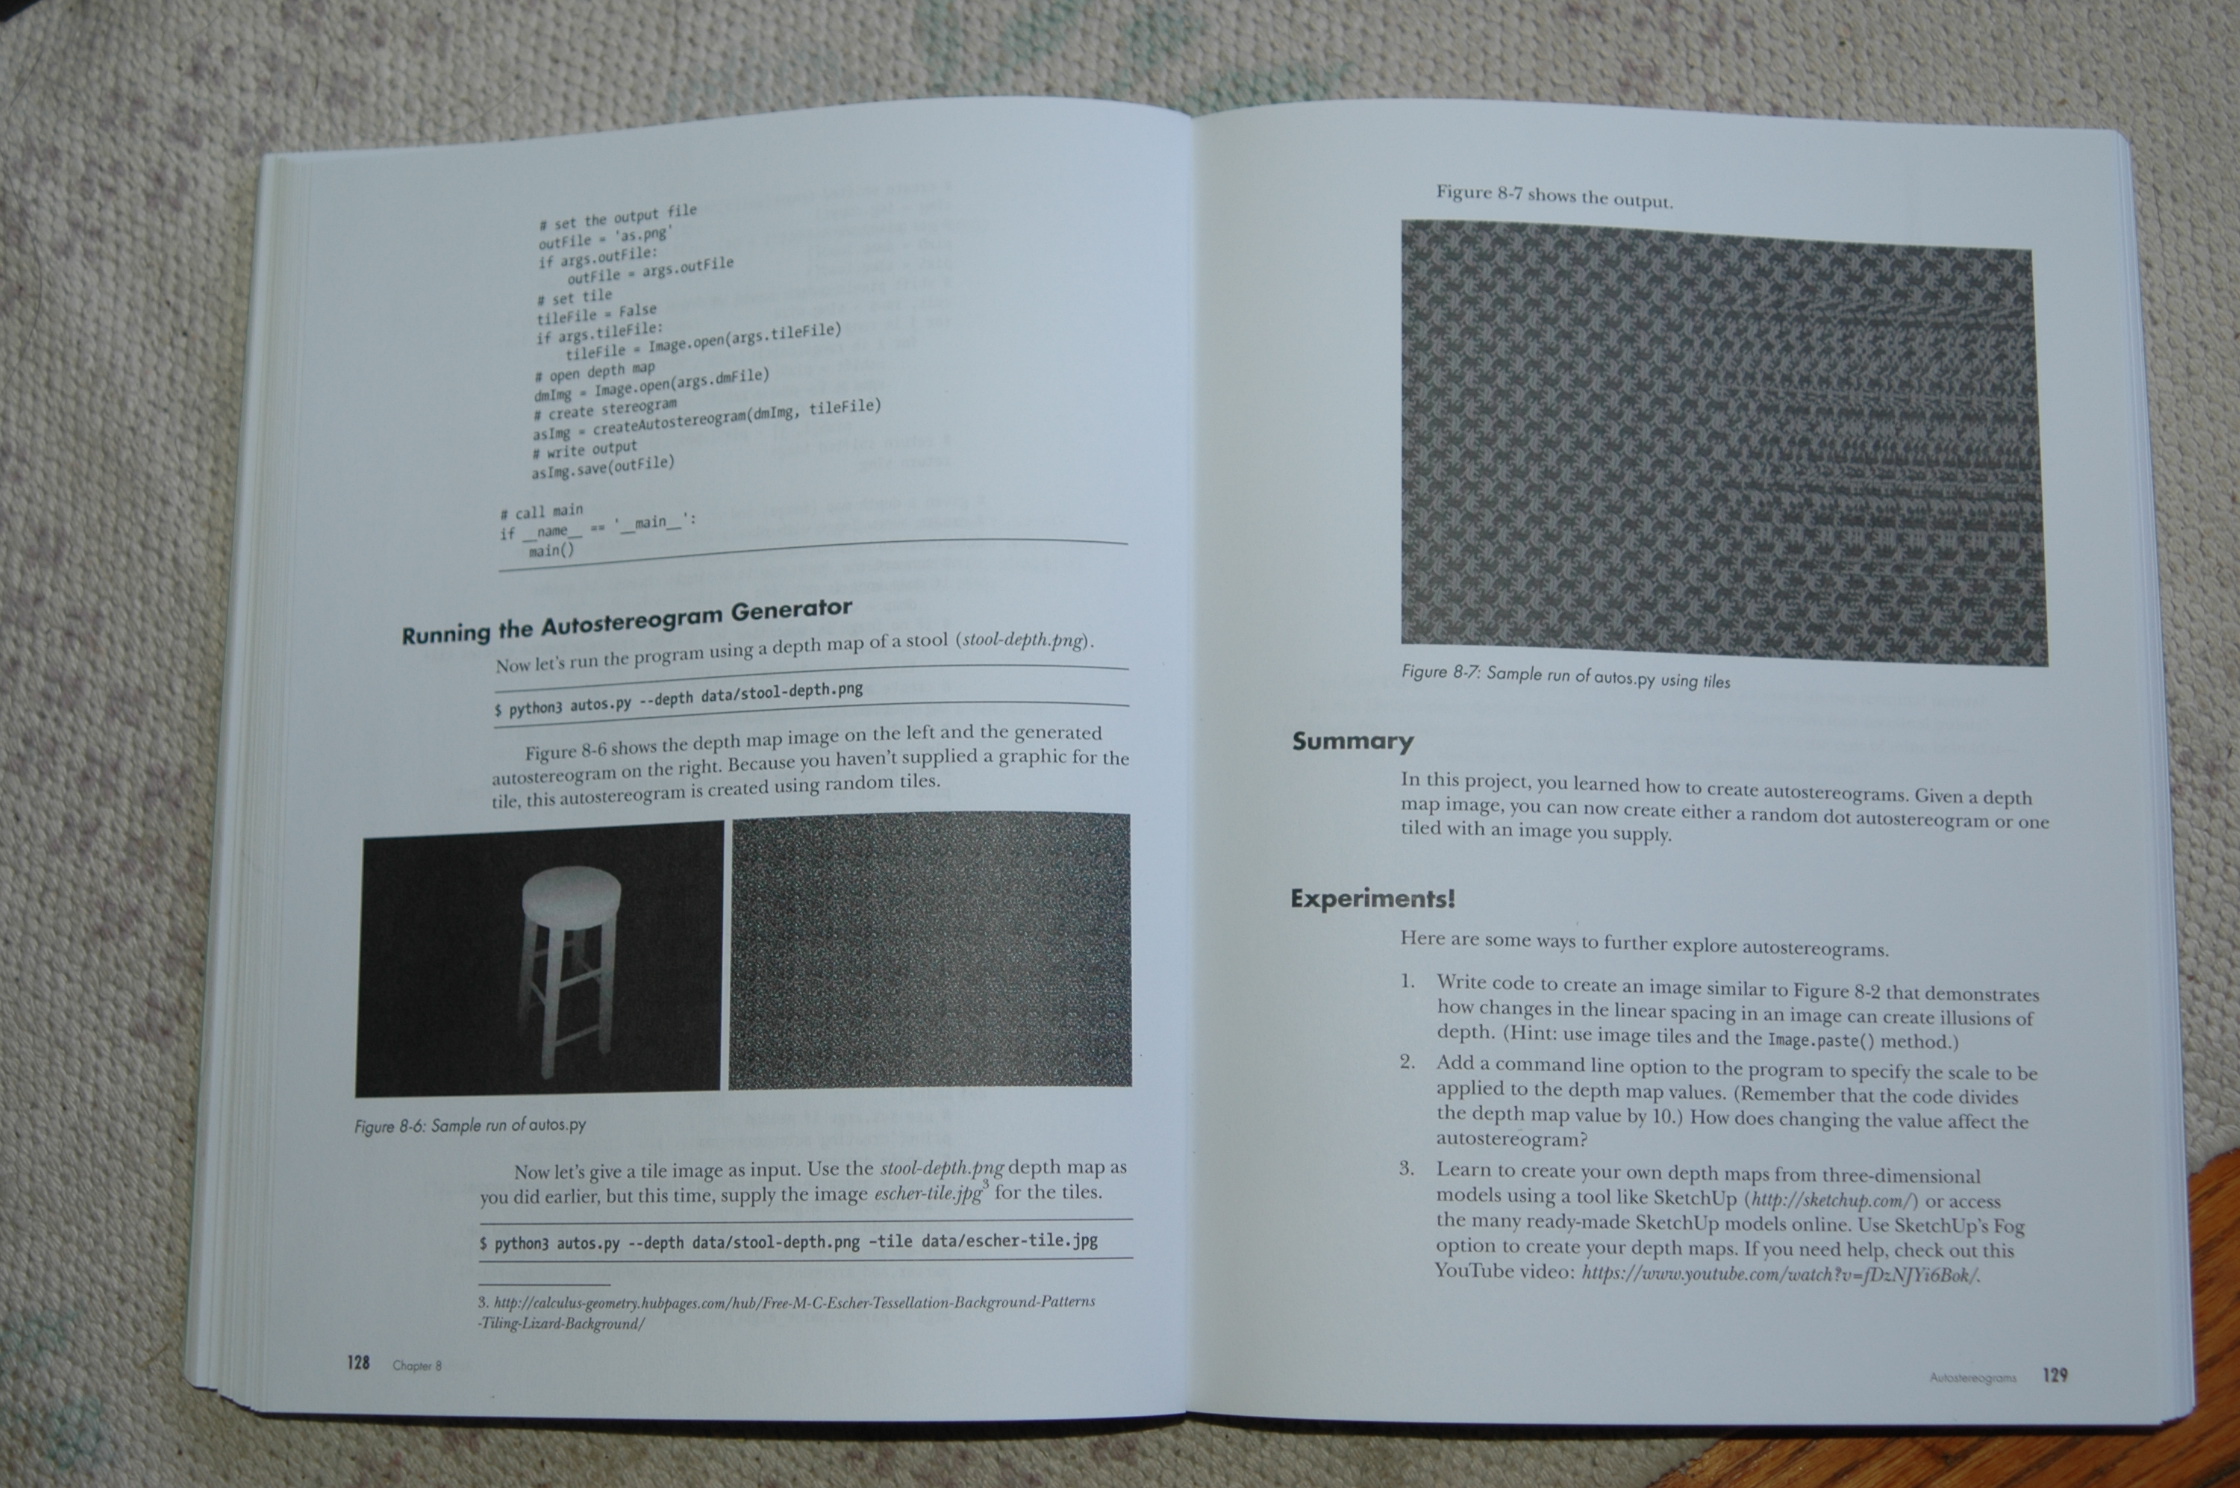 # set the output file
outFile = 'as.png'
if args.outFile:
outFile = args.outFile
# set tile
tileFile = False
if args.tileFile:
tileFile = Image.open(args.tileFile)
# open depth map
dmImg = Image.open(args.dmFile)
# create stereogram
asImg = createAutostereogram(dmImg, tileFile)
# write output
asImg.save(outFile)
# call main
if __name__ == '__main__':
main()
Running the Autostereogram Generator
Now let's run the program using a depth map of a stool (stool-depth.png).
$ python3 autos.py --depth data/stool-depth.png
Figure 8-6 shows the depth map image on the left and the generated
autostereogram on the right. Because you haven't supplied a graphic for the
tile, this autostereogram is created using random tiles.
Figure 8-6: Sample run of autos.py
Now let's give a tile image as input. Use the stool-depth.png depth map as
you did earlier, but this time, supply the image escher-tile.jpg³ for the tiles.
$ python3 autos.py --depth data/stool-depth.png –tile data/escher-tile.jpg
3. http://calculus-geometry.hubpages.com/hub/Free-M-C-Escher-Tessellation-Background-Patterns
-Tiling-Lizard-Background/
128 Chapter 8
Figure 8-7 shows the output.
Figure 8-7: Sample run of autos.py using tiles
Summary
In this project, you learned how to create autostereograms. Given a depth
map image, you can now create either a random dot autostereogram or one
tiled with an image you supply.
Experiments!
Here are some ways to further explore autostereograms.
1. Write code to create an image similar to Figure 8-2 that demonstrates
how changes in the linear spacing in an image can create illusions of
depth. (Hint: use image tiles and the Image.paste() method.)
2. Add a command line option to the program to specify the scale to be
applied to the depth map values. (Remember that the code divides
the depth map value by 10.) How does changing the value affect the
autostereogram?
3. Learn to create your own depth maps from three-dimensional
models using a tool like SketchUp (http://sketchup.com/) or access
the many ready-made SketchUp models online. Use SketchUp's Fog
option to create your depth maps. If you need help, check out this
YouTube video: https://www.youtube.com/watch?v=fDzNJYi6Bok/.
Autostereograms 129